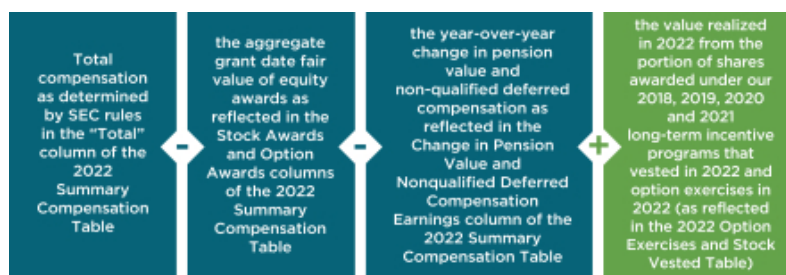 Total
compensation
as determined
by SEC rules
in the “Total”
column of the
2022
Summary
Compensation
Table
-
the aggregate
grant date fair
value of equity
awards as
reflected in the
Stock Awards
and Option
Awards columns
of the 2022
Summary
Compensation
Table
-
the year-over-year
change in pension
value and
non-qualified deferred
compensation as
reflected in the
Change in Pension
Value and
Nonqualified Deferred
Compensation
Earnings column of the
2022 Summary
Compensation Table
+
the value realized
in 2022 from the
portion of shares
awarded under our
2018, 2019, 2020
and 2021
long-term incentive
programs that
vested in 2022 and
option exercises in
2022 (as reflected
in the 2022 Option
Exercises and Stock
Vested Table)